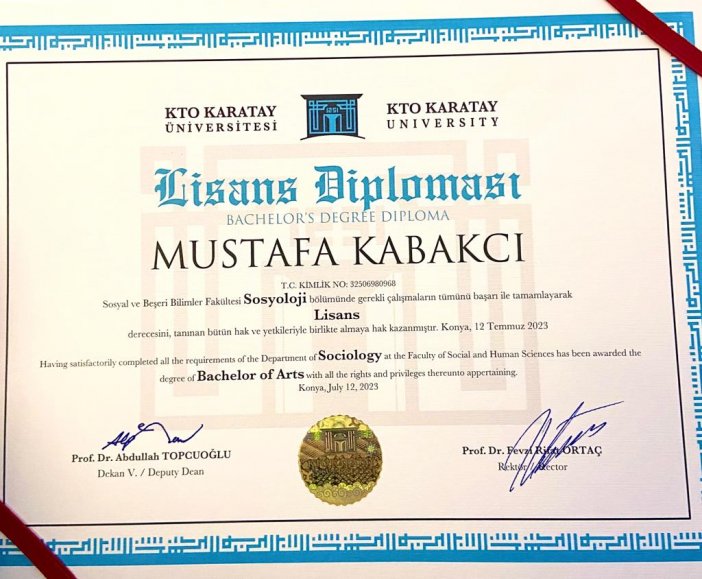 KTO KARATAY
ÜNİVERSİTESİ
KTO KARATAY
UNIVERSITY
Lisans Diploması
BACHELOR'S DEGREE DIPLOMA
MUSTAFA KABAKCI
T.C. KİMLİK NO: 32506980968
Sosyal ve Beşeri Bilimler Fakültesi Sosyoloji bölümünde gerekli çalışmaların tümünü başarı ile tamamlayarak
Lisans
derecesini, tanınan bütün hak ve yetkileriyle birlikte almaya hak kazanmıştır. Konya, 12 Temmuz 2023
Having satisfactorily completed all the requirements of the Department of Sociology at the Faculty of Social and Human Sciences has been awarded the
degree of Bachelor of Arts with all the rights and privileges thereunto appertaining.
Konya, July 12, 2023
Prof. Dr. Abdullah TOPCUOĞLU
Dekan V. / Deputy Dean
Prof. Dr. Fevzi Rifat ORTAÇ
Rektör / Rector